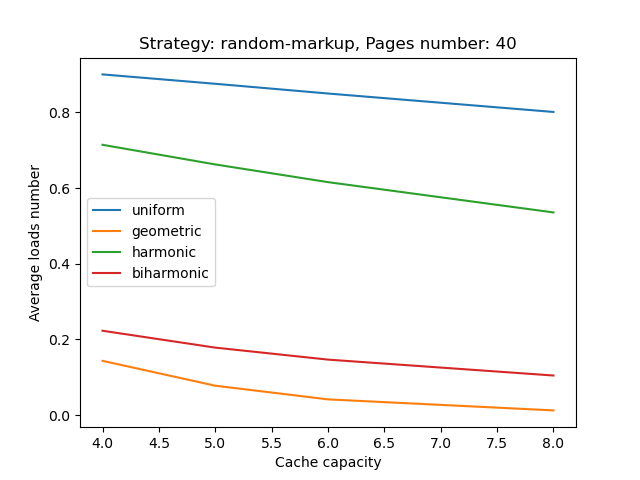 Strategy: random-markup, Pages number: 40
Average loads number
0.8
0.6
0.4
0.2
0.0
uniform
geometric
harmonic
biharmonic
4.0 4.5 5.0 5.5 6.0 6.5 7.0 7.5 8.0
Cache capacity